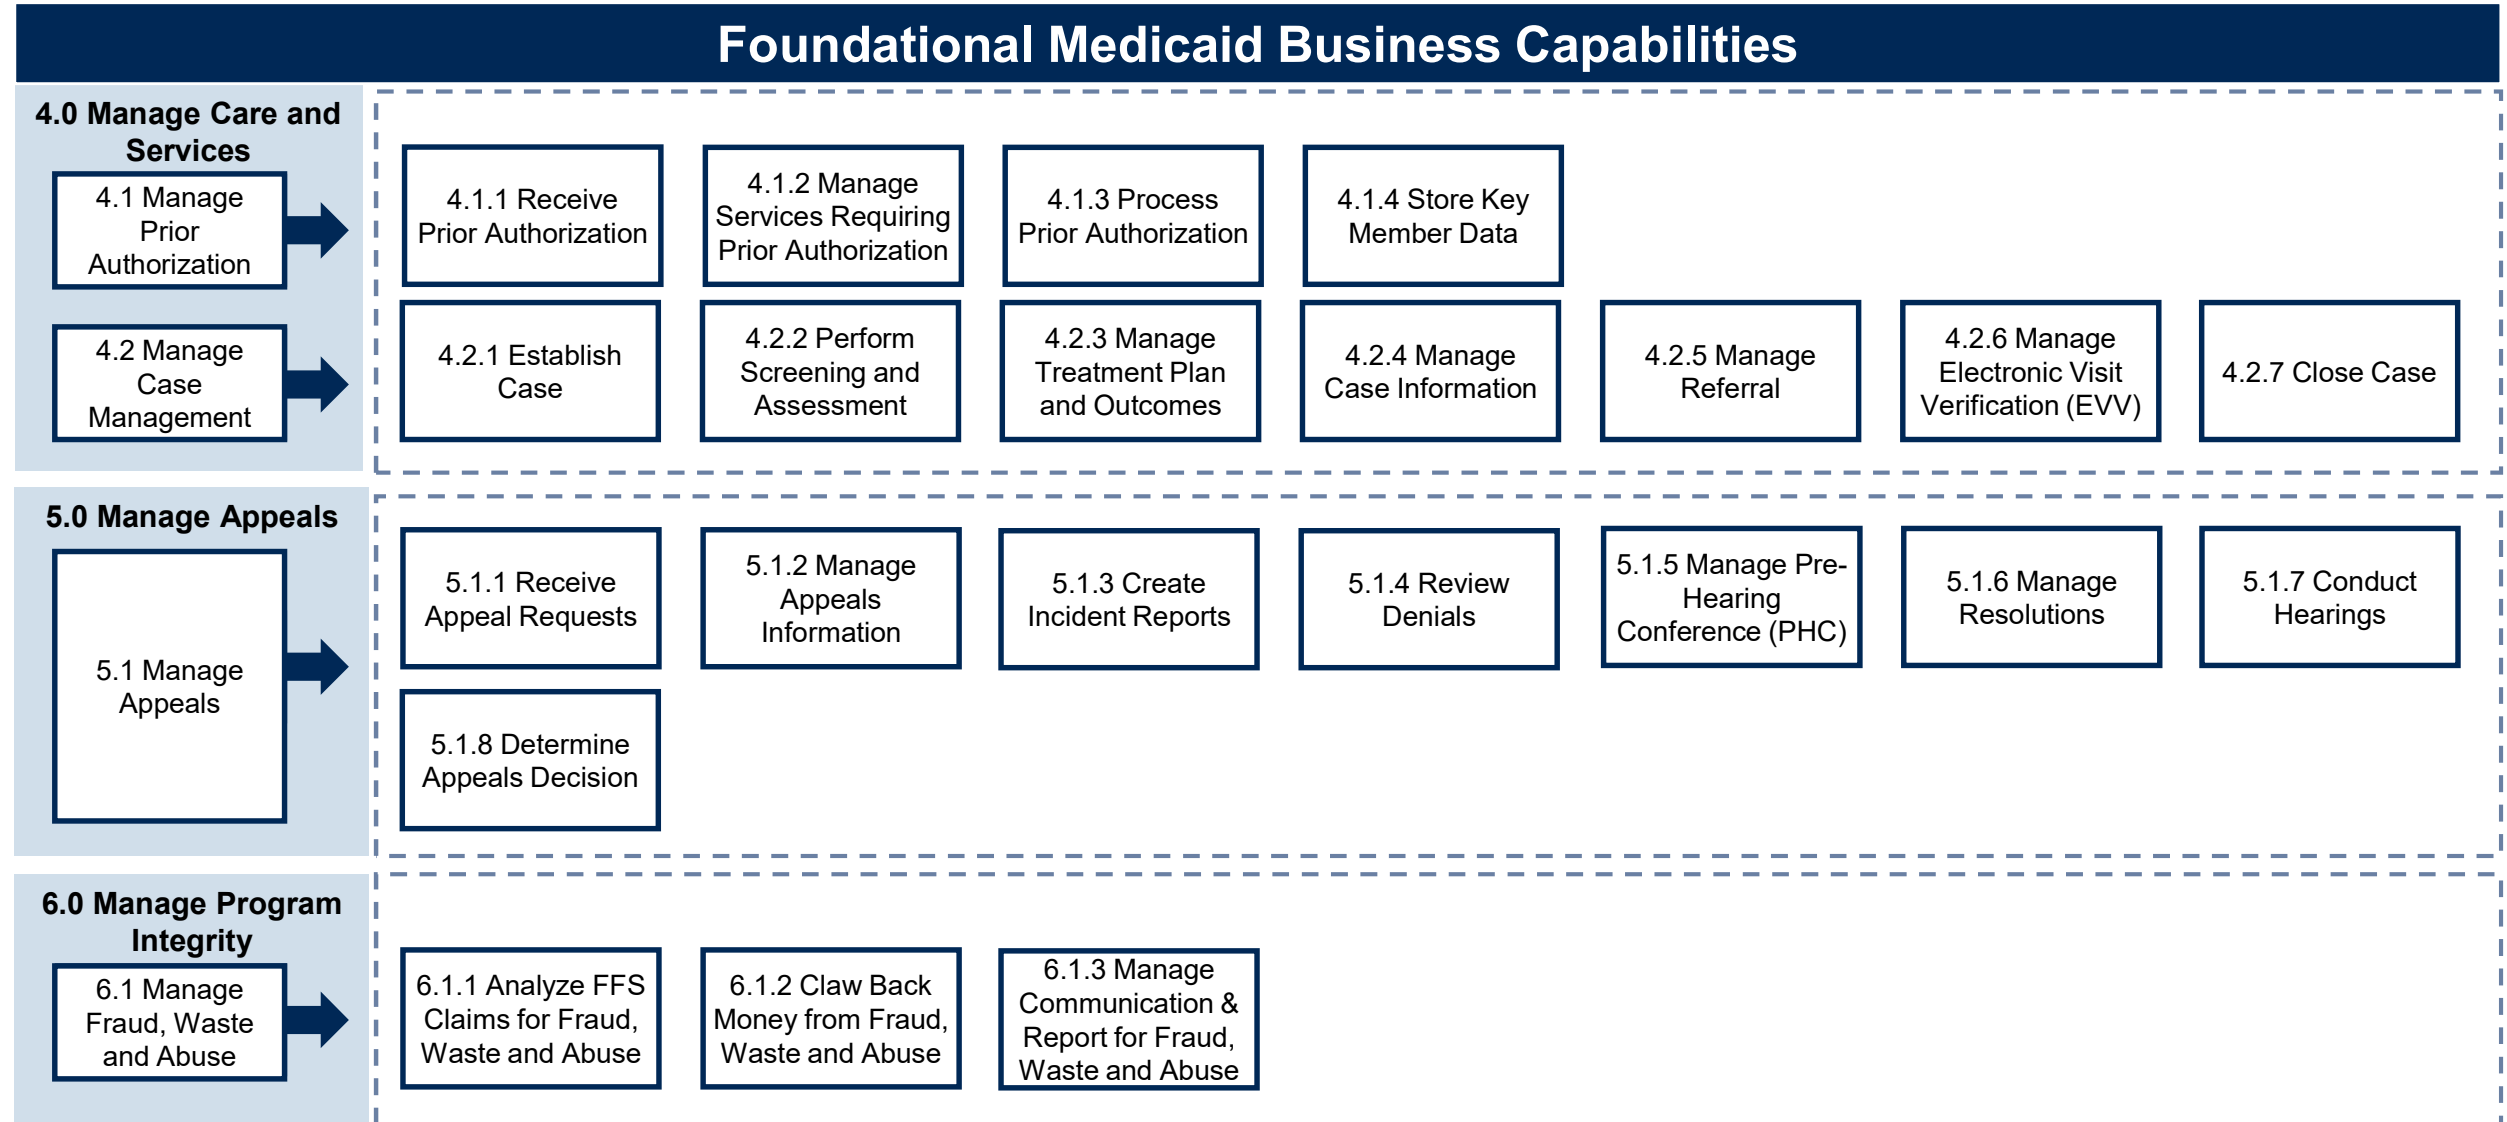 Foundational Medicaid Business Capabilities
4.0 Manage Care and
Services
4.1 Manage
Prior
Authorization
4.1.1 Receive
Prior Authorization
4.1.2 Manage
Services Requiring
Prior Authorization
4.1.3 Process
Prior Authorization
4.1.4 Store Key
Member Data
4.2 Manage
Case
Management
4.2.1 Establish
Case
4.2.2 Perform
Screening and
Assessment
4.2.3 Manage
Treatment Plan
and Outcomes
4.2.4 Manage
Case Information
4.2.5 Manage
Referral
4.2.6 Manage
Electronic Visit
Verification (EVV)
4.2.7 Close Case
5.0 Manage Appeals
5.1 Manage
Appeals
5.1.1 Receive
Appeal Requests
5.1.2 Manage
Appeals
Information
5.1.3 Create
Incident Reports
5.1.4 Review
Denials
5.1.5 Manage Pre-
Hearing
Conference (PHC)
5.1.6 Manage
Resolutions
5.1.7 Conduct
Hearings
5.1.8 Determine
Appeals Decision
6.0 Manage Program
Integrity
6.1 Manage
Fraud, Waste
and Abuse
6.1.1 Analyze FFS
Claims for Fraud,
Waste and Abuse
6.1.2 Claw Back
Money from Fraud,
Waste and Abuse
6.1.3 Manage
Communication &
Report for Fraud,
Waste and Abuse